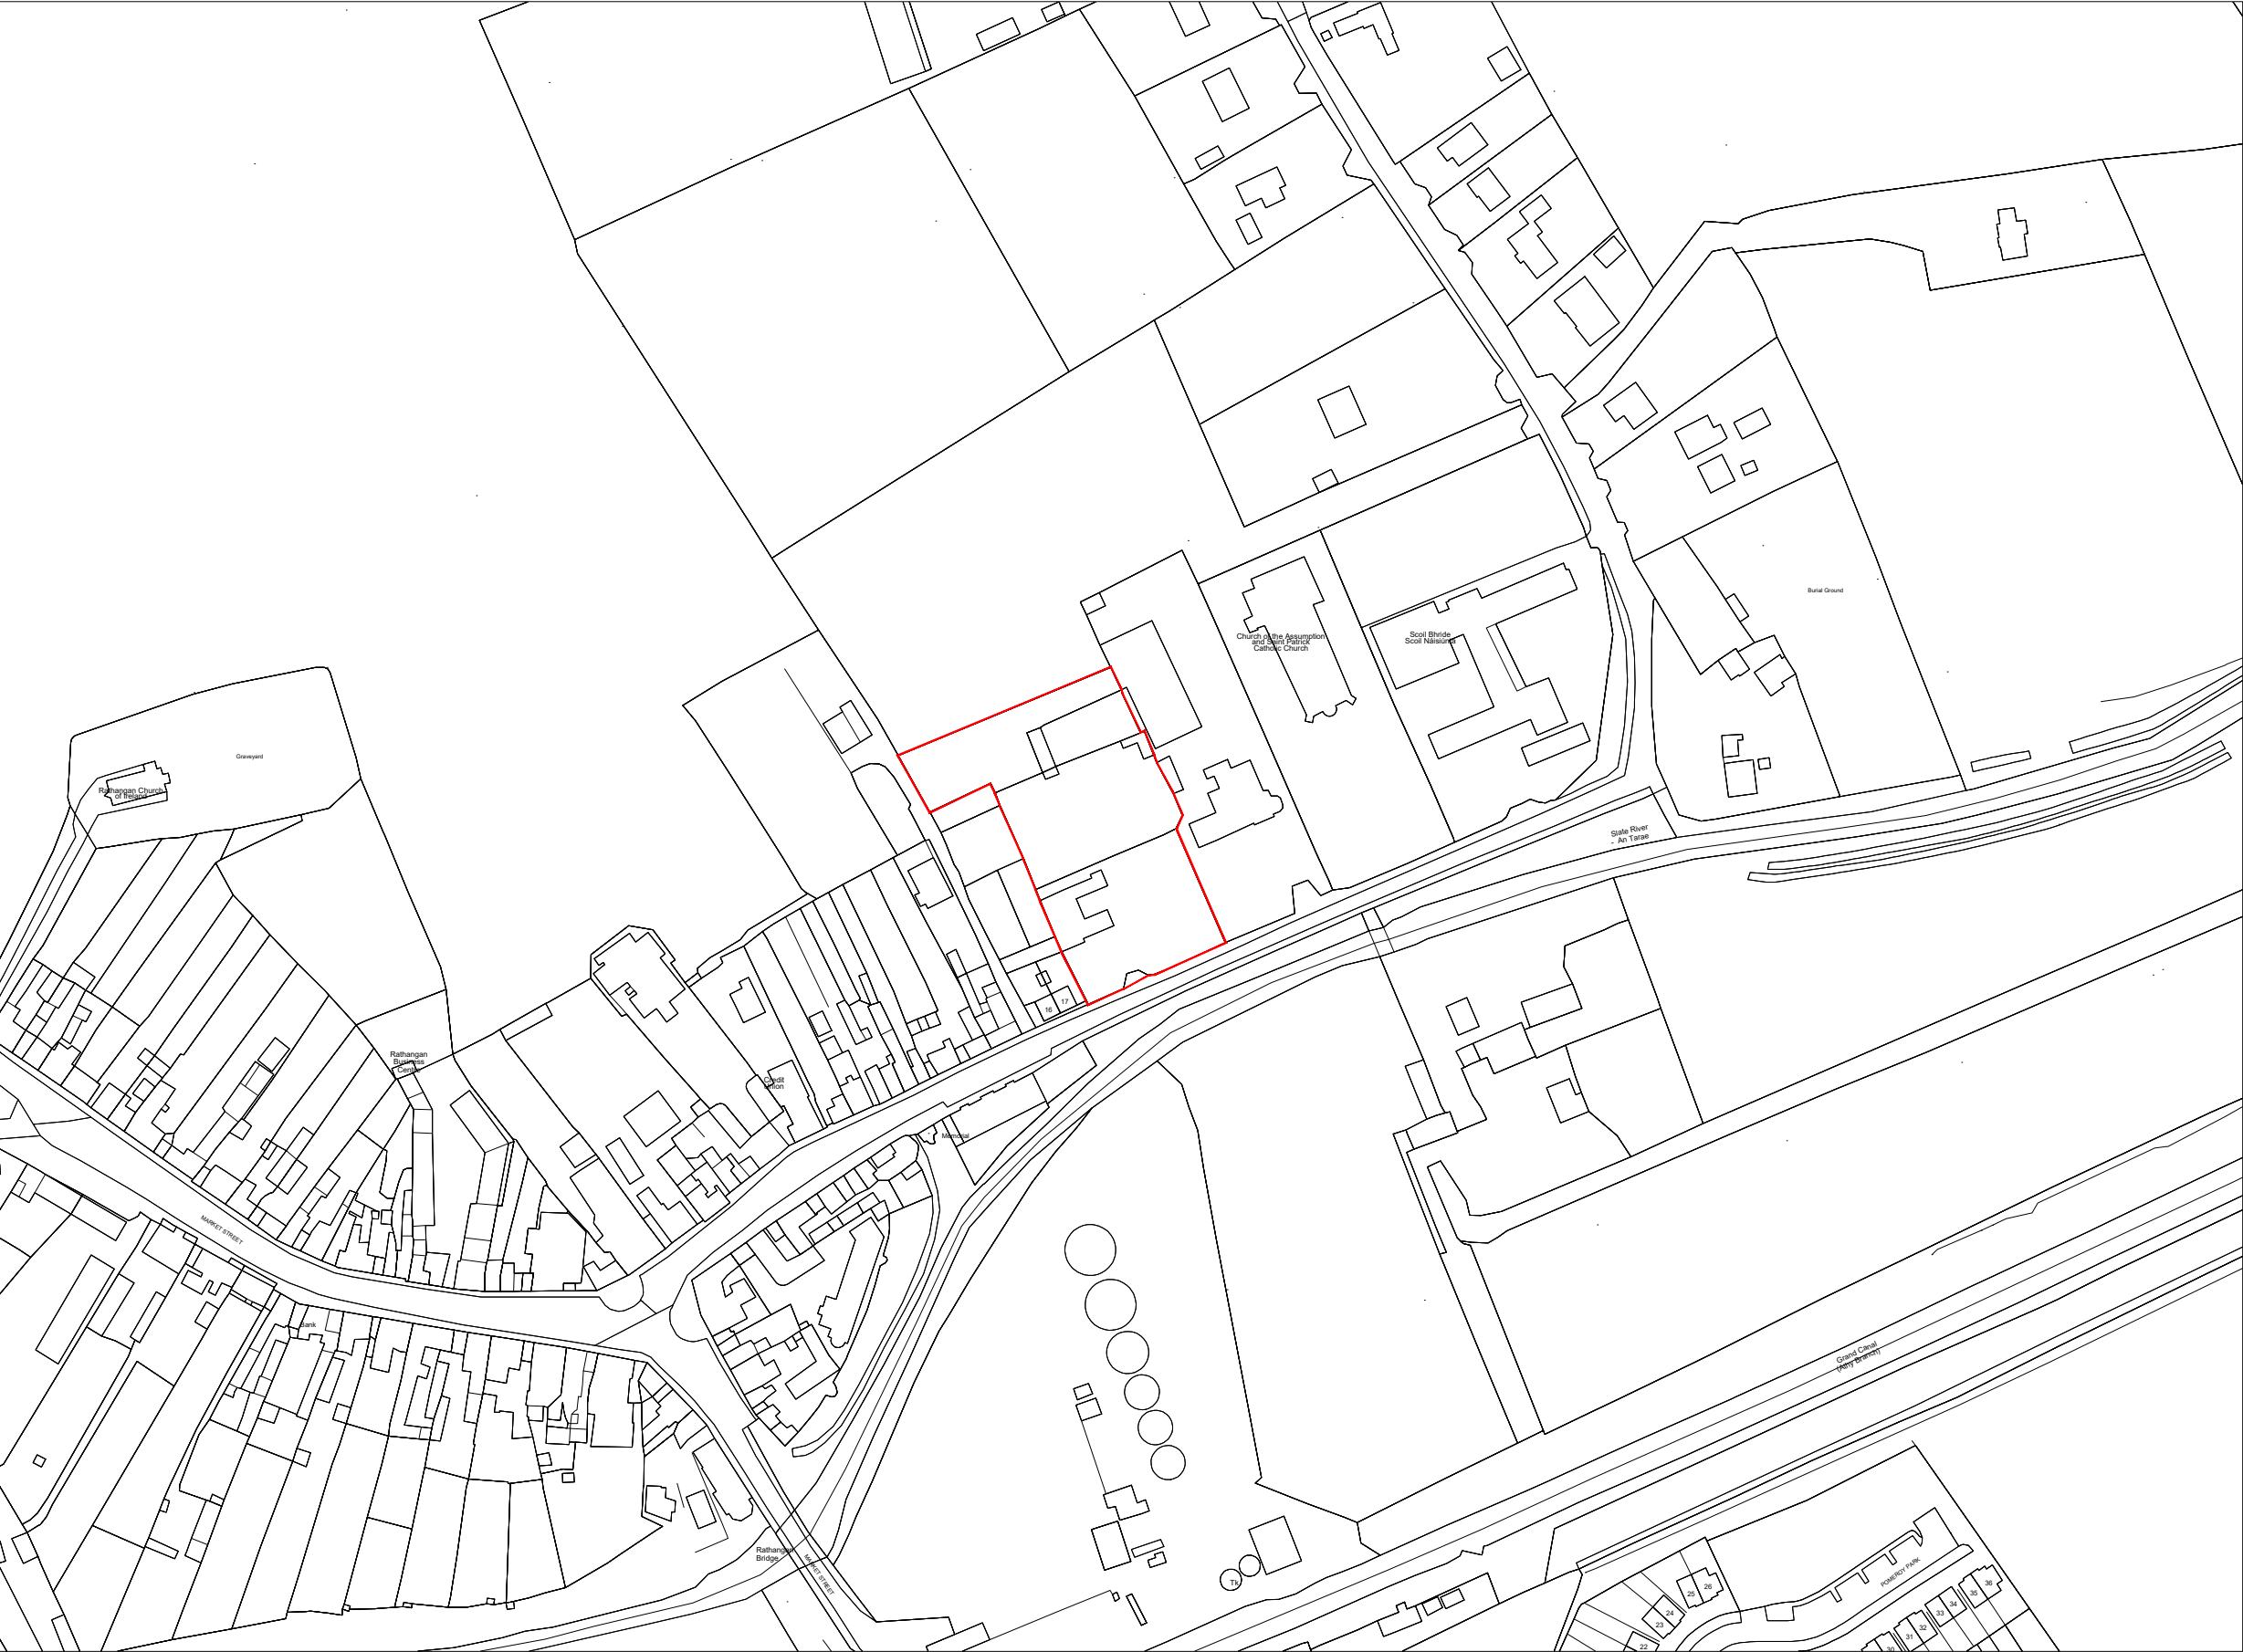 Burial Ground
Church of the Assumption
and Saint Patrick
Catholic Church
Scoil Bhride
Scoil Náisiúnta
Graveyard
Rathangan Church
of Ireland
Slate River
An Tarae
17
16
Rathangan
Business
Centre
Credit
Union
Memorial
MARKET STREET
Bank
Grand Canal
(Athy Branch)
Rathangan
Bridge
MARKET STREET
Tk
POMEROY PARK
26
25
24
23
22
36
35
34
33
32
31
30